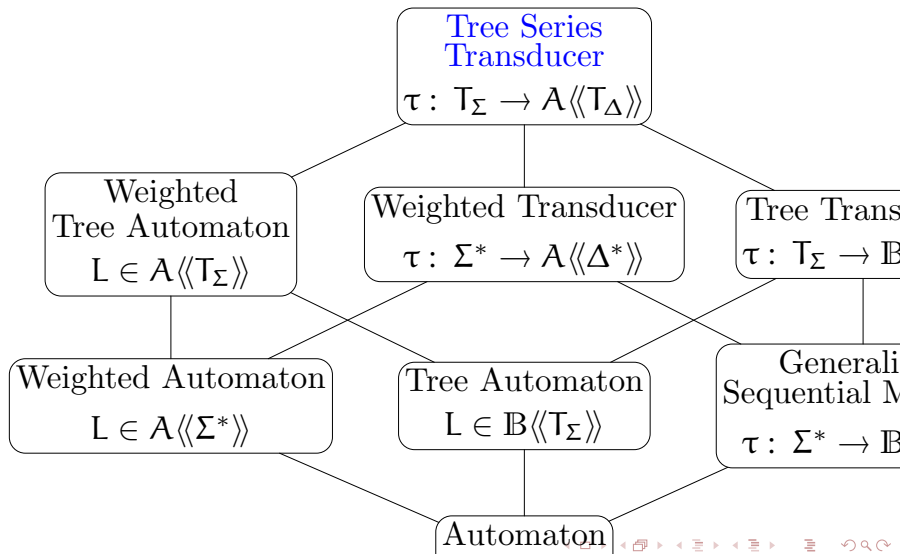 Tree Series
Transducer
τ : T_Σ → A⟨⟨T_Δ⟩⟩
Weighted
Tree Automaton
L ∈ A⟨⟨T_Σ⟩⟩
Weighted Transducer
τ : Σ* → A⟨⟨Δ*⟩⟩
Tree Trans
τ : T_Σ → 𝔹
Weighted Automaton
L ∈ A⟨⟨Σ*⟩⟩
Tree Automaton
L ∈ 𝔹⟨⟨T_Σ⟩⟩
Generali
Sequential M
τ : Σ* → 𝔹
Automaton